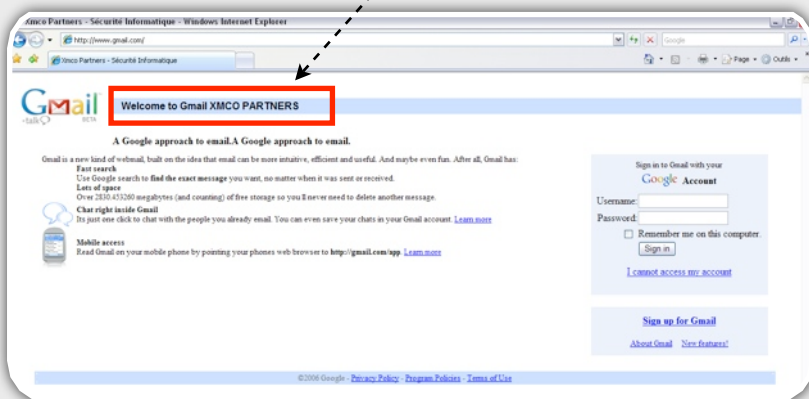 Xmco Partners - Sécurité Informatique - Windows Internet Explorer
http://www.gmail.com/
Google
Xmco Partners - Sécurité Informatique
Page
Outils
Gmail
talk BETA
Welcome to Gmail XMCO PARTNERS
A Google approach to email.A Google approach to email.
Gmail is a new kind of webmail, built on the idea that email can be more intuitive, efficient and useful. And maybe even fun. After all, Gmail has:
Fast search
Use Google search to find the exact message you want, no matter when it was sent or received.
Lots of space
Over 2830.453260 megabytes (and counting) of free storage so you ll never need to delete another message.
Chat right inside Gmail
Its just one click to chat with the people you already email. You can even save your chats in your Gmail account. Learn more
Mobile access
Read Gmail on your mobile phone by pointing your phones web browser to http://gmail.com/app. Learn more
Sign in to Gmail with your
Google Account
Username:
Password:
Remember me on this computer.
Sign in
I cannot access my account
Sign up for Gmail
About Gmail New features!
©2006 Google - Privacy Policy - Program Policies - Terms of Use